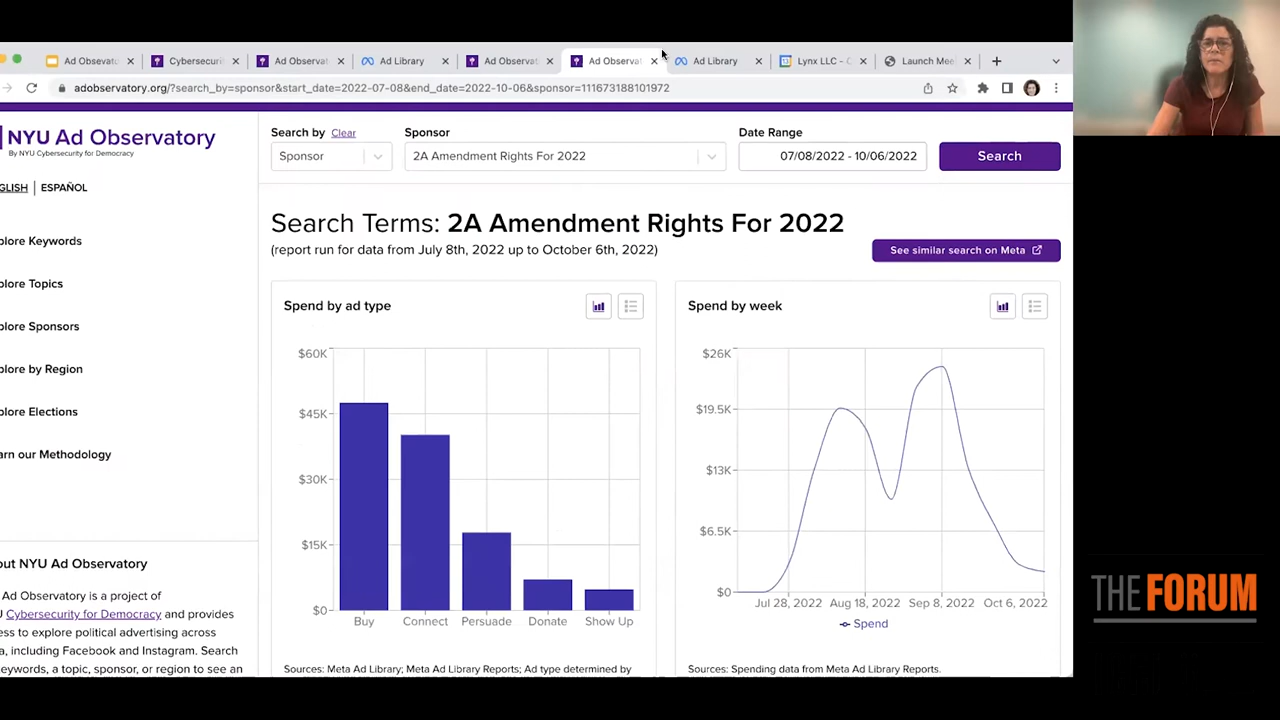 Ad Obsevat
Cybersecuri
Ad Observat
Ad Library
Ad Observat
Ad Observat
Ad Library
Lynx LLC - C
Launch Mee
adobservatory.org/?search_by=sponsor&start_date=2022-07-08&end_date=2022-10-06&sponsor=111673188101972
NYU Ad Observatory
By NYU Cybersecurity for Democracy
GLISH | ESPAÑOL
plore Keywords
plore Topics
plore Sponsors
plore by Region
plore Elections
arn our Methodology
out NYU Ad Observatory
Ad Observatory is a project of
U Cybersecurity for Democracy and provides
ess to explore political advertising across
a, including Facebook and Instagram. Search
keywords, a topic, sponsor, or region to see an
Search by Clear
Sponsor
Sponsor
2A Amendment Rights For 2022
Date Range
07/08/2022 - 10/06/2022
Search
Search Terms: 2A Amendment Rights For 2022
(report run for data from July 8th, 2022 up to October 6th, 2022)
See similar search on Meta
Spend by ad type
$60K
$45K
$30K
$15K
$0
Buy Connect Persuade Donate Show Up
Sources: Meta Ad Library; Meta Ad Library Reports; Ad type determined by
Spend by week
$26K
$19.5K
$13K
$6.5K
$0
Jul 28, 2022 Aug 18, 2022 Sep 8, 2022 Oct 6, 2022
Spend
Sources: Spending data from Meta Ad Library Reports.
THE FORUM